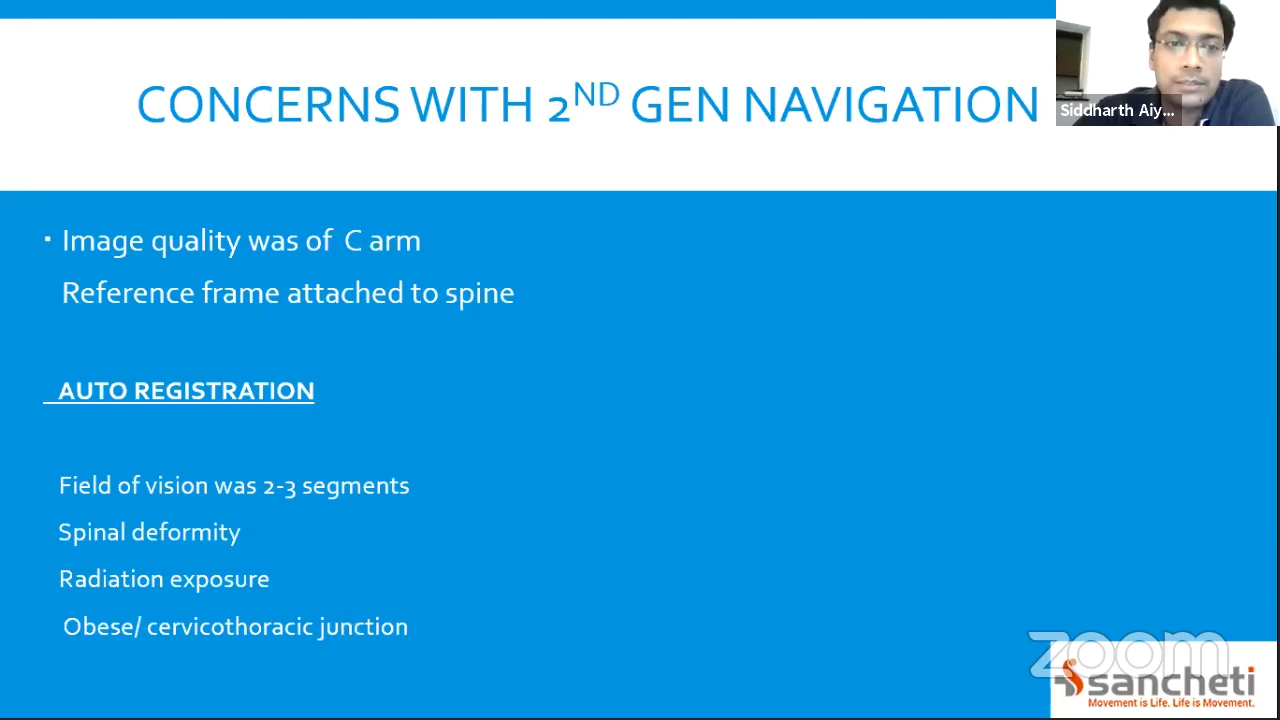 CONCERNS WITH 2ND GEN NAVIGATION
Siddharth Aiy...
▪ Image quality was of C arm
Reference frame attached to spine
AUTO REGISTRATION
Field of vision was 2-3 segments
Spinal deformity
Radiation exposure
Obese/ cervicothoracic junction
zoom
sancheti
Movement is Life. Life is Movement.